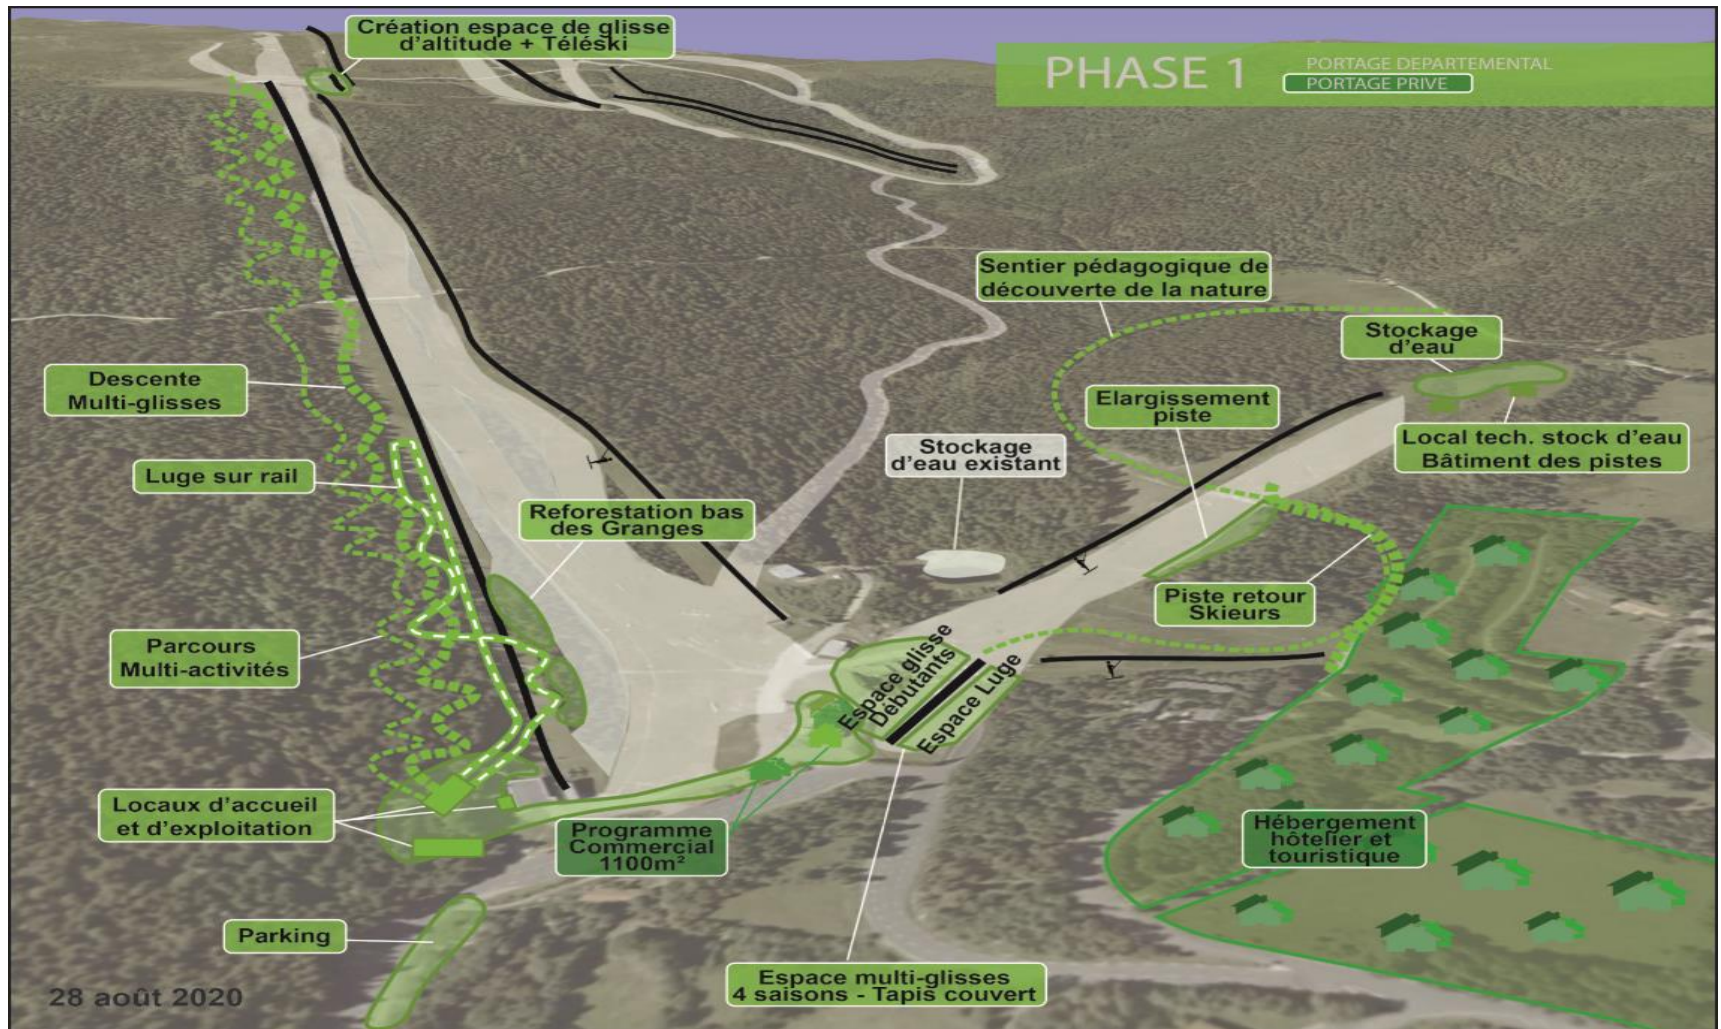 Création espace de glisse
d'altitude + Téléski
PHASE 1
PORTAGE DEPARTEMENTAL
PORTAGE PRIVE
Sentier pédagogique de
découverte de la nature
Stockage
d'eau
Descente
Multi-glisses
Elargissement
piste
Stockage
d'eau existant
Local tech. stock d'eau
Bâtiment des pistes
Luge sur rail
Reforestation bas
des Granges
Piste retour
Skieurs
Parcours
Multi-activités
Espace glisse
Débutants
Espace Luge
Locaux d'accueil
et d'exploitation
Programme
Commercial
1100m²
Hébergement
hôtelier et
touristique
Parking
Espace multi-glisses
4 saisons - Tapis couvert
28 août 2020